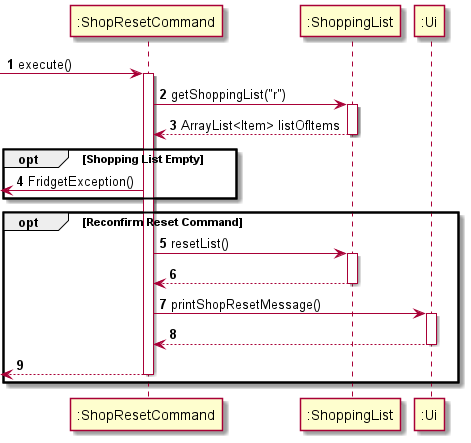 :ShopResetCommand :ShoppingList :Ui
1 execute()
2 getShoppingList("r")
3 ArrayList<Item> listOfItems
opt [Shopping List Empty]
4 FridgetException()
opt [Reconfirm Reset Command]
5 resetList()
6
7 printShopResetMessage()
8
9
:ShopResetCommand :ShoppingList :Ui